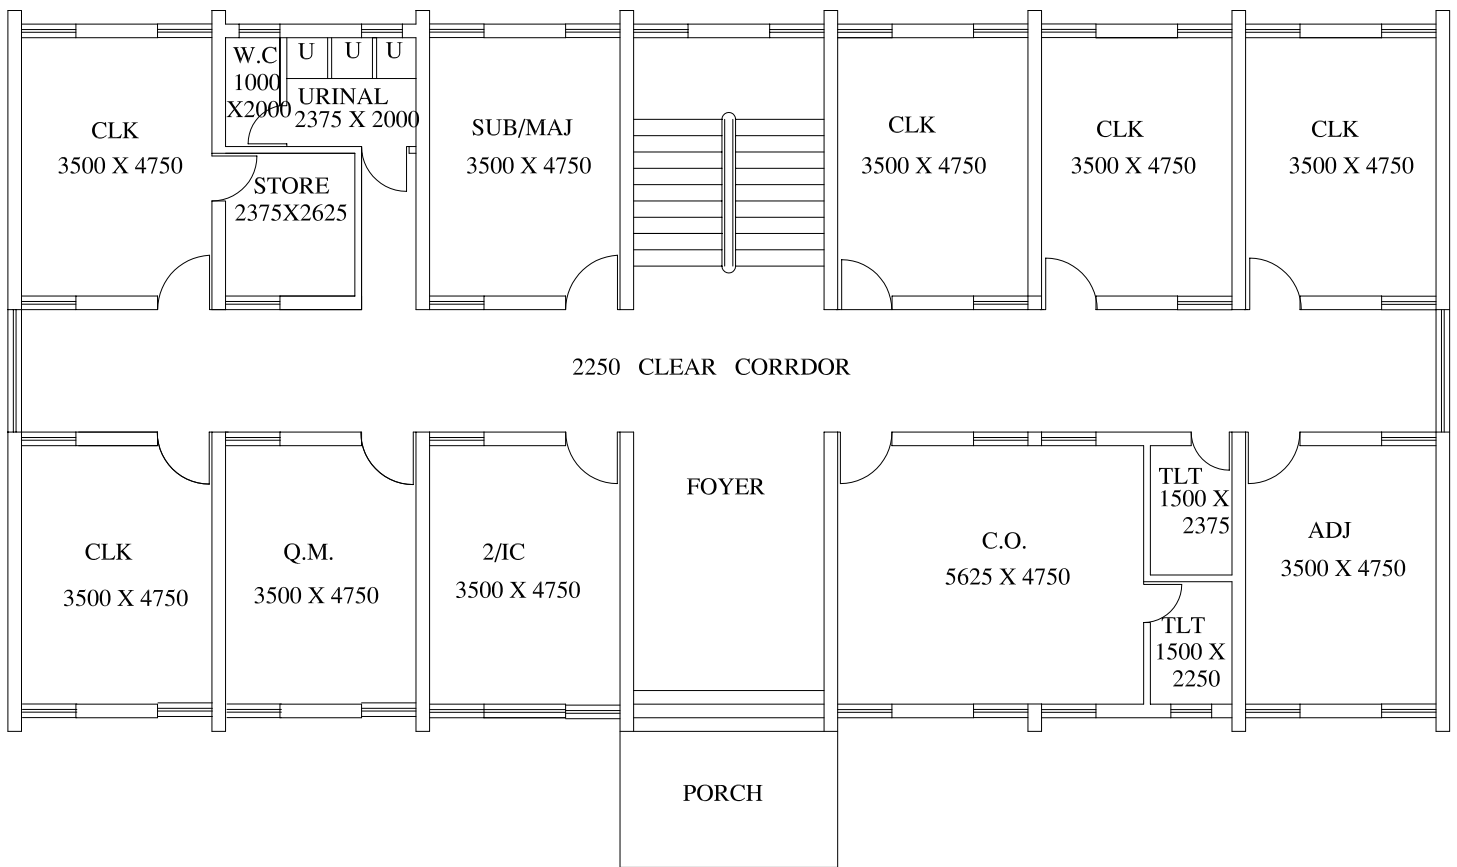 W.C
1000
X2000
U U U
URINAL
2375 X 2000
CLK
3500 X 4750
STORE
2375X2625
SUB/MAJ
3500 X 4750
CLK
3500 X 4750
CLK
3500 X 4750
CLK
3500 X 4750
2250 CLEAR CORRDOR
CLK
3500 X 4750
Q.M.
3500 X 4750
2/IC
3500 X 4750
FOYER
C.O.
5625 X 4750
TLT
1500 X
2375
TLT
1500 X
2250
ADJ
3500 X 4750
PORCH